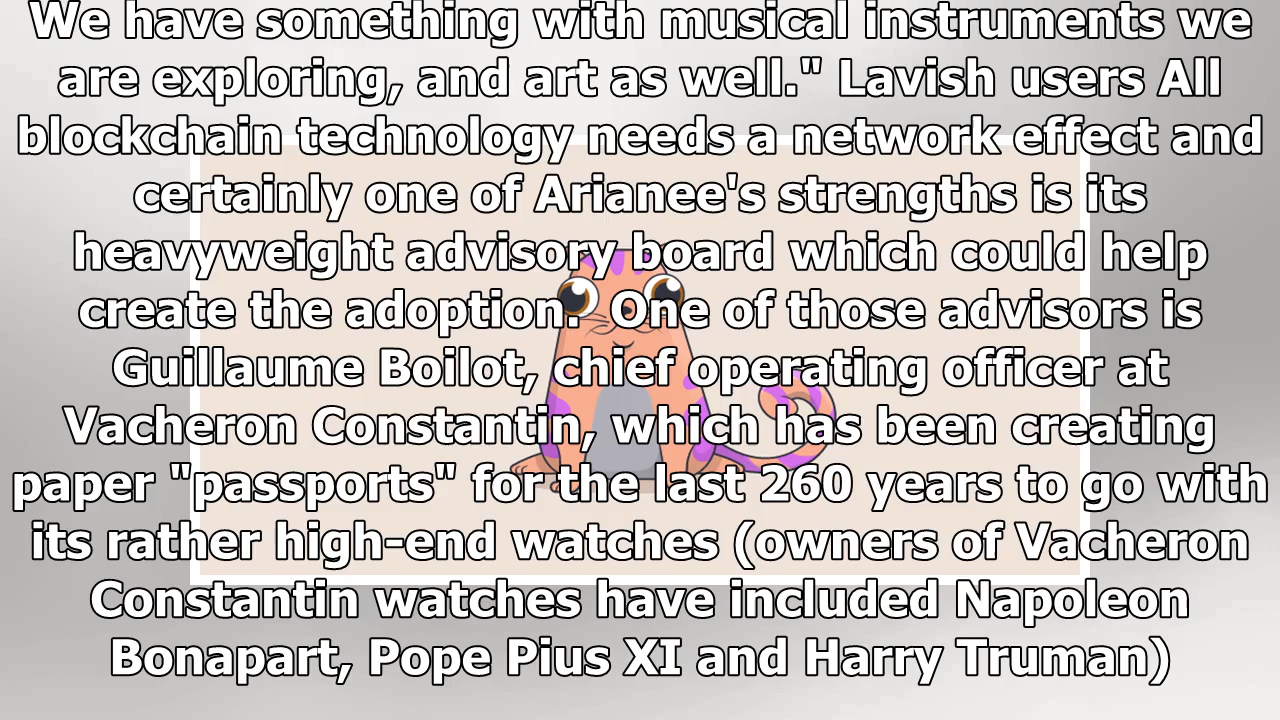 We have something with musical instruments we
are exploring, and art as well." Lavish users All
blockchain technology needs a network effect and
certainly one of Arianee's strengths is its
heavyweight advisory board which could help
create the adoption.  One of those advisors is
Guillaume Boilot, chief operating officer at
Vacheron Constantin, which has been creating
paper "passports" for the last 260 years to go with
its rather high-end watches (owners of Vacheron
Constantin watches have included Napoleon
Bonapart, Pope Pius XI and Harry Truman)